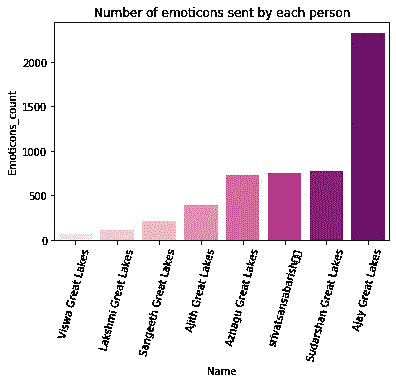 Number of emoticons sent by each person
Emoticons_count
2000
1500
1000
500
0
Viswa Great Lakes
Lakshmi Great Lakes
Sangeeth Great Lakes
Ajith Great Lakes
Azhagu Great Lakes
srivatsansabarish
Sudarshan Great Lakes
Ajay Great Lakes
Name